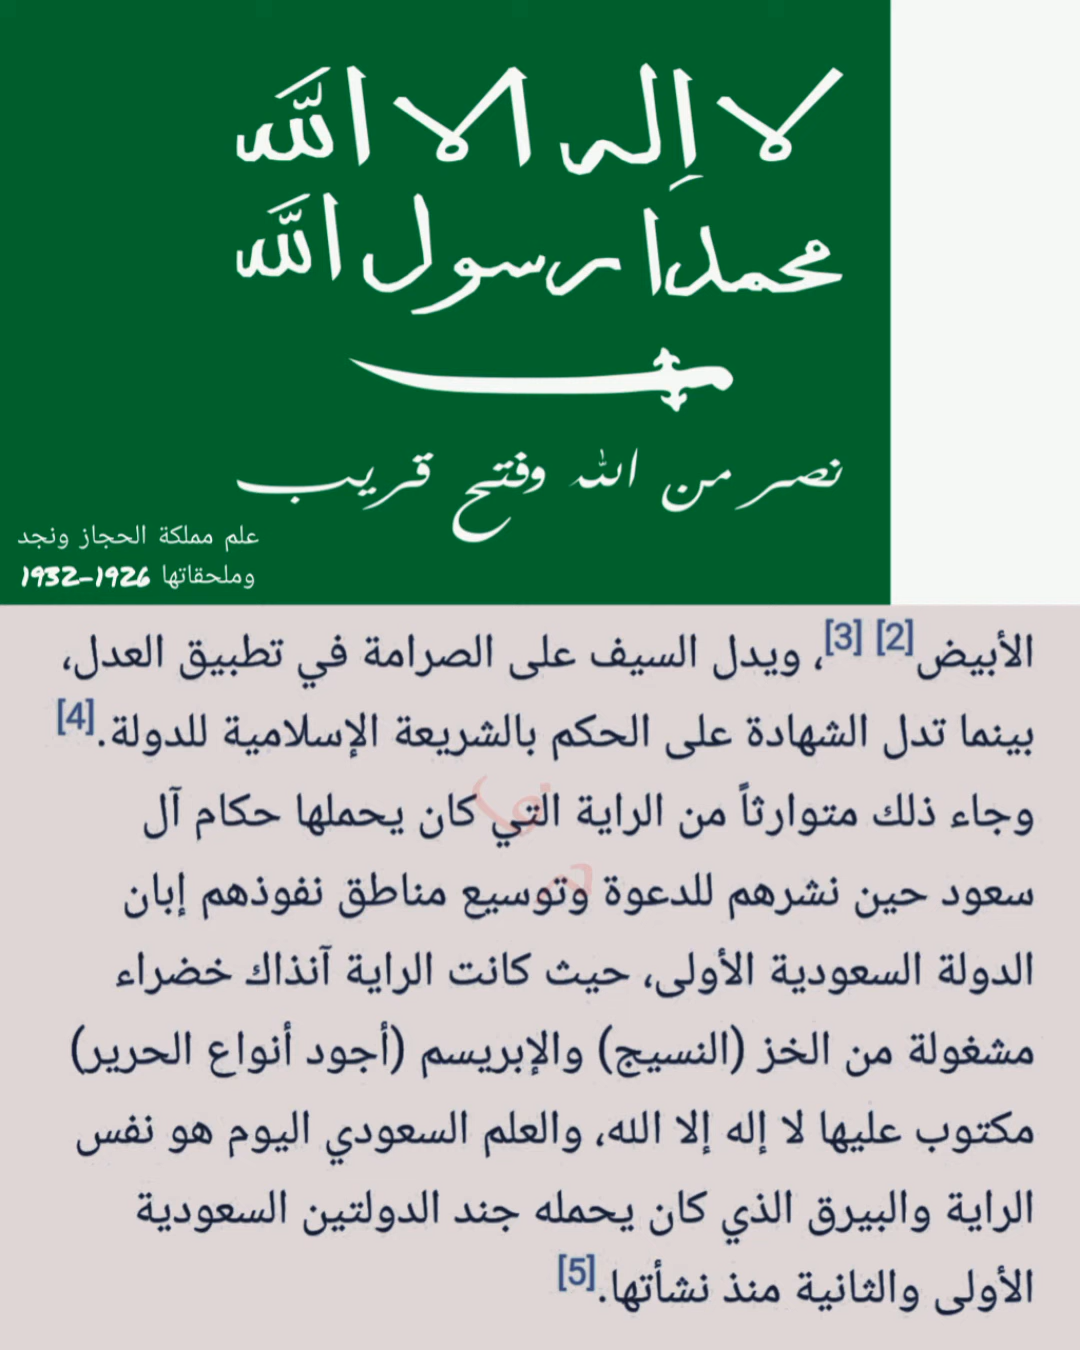 لا إله الا الله
محمدا رسول الله
نصر من الله وفتح قريب
علم مملكة الحجاز ونجد
وملحقاتها 1926-1932
الأبيض[2] [3]، ويدل السيف على الصرامة في تطبيق العدل،
بينما تدل الشهادة على الحكم بالشريعة الإسلامية للدولة.[4]
وجاء ذلك متوارثاً من الراية التي كان يحملها حكام آل
سعود حين نشرهم للدعوة وتوسيع مناطق نفوذهم إبان
الدولة السعودية الأولى، حيث كانت الراية آنذاك خضراء
مشغولة من الخز (النسيج) والإبريسم (أجود أنواع الحرير)
مكتوب عليها لا إله إلا الله، والعلم السعودي اليوم هو نفس
الراية والبيرق الذي كان يحمله جند الدولتين السعودية
الأولى والثانية منذ نشأتها.[5]